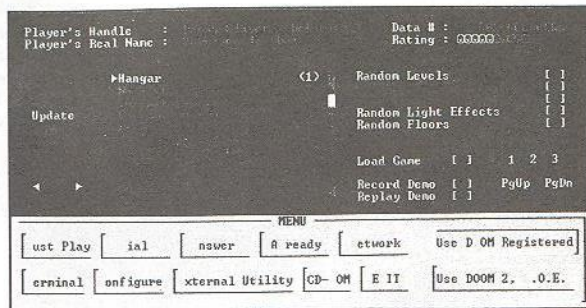 Player's Handle :
Data # :
Player's Real Name :
Rating :
▶Hangar (1)
Random Levels [ ]
[ ]
Update
Random Light Effects [ ]
Random Floors [ ]
Load Game [ ] 1 2 3
Record Demo [ ] PgUp PgDn
Replay Demo [ ]
MENU
ust Play
ial
nswer
A ready
etwork
Use D OM Registered
erminal
onfigure
xternal Utility
CD- OM
E IT
Use DOOM 2, .O.E.